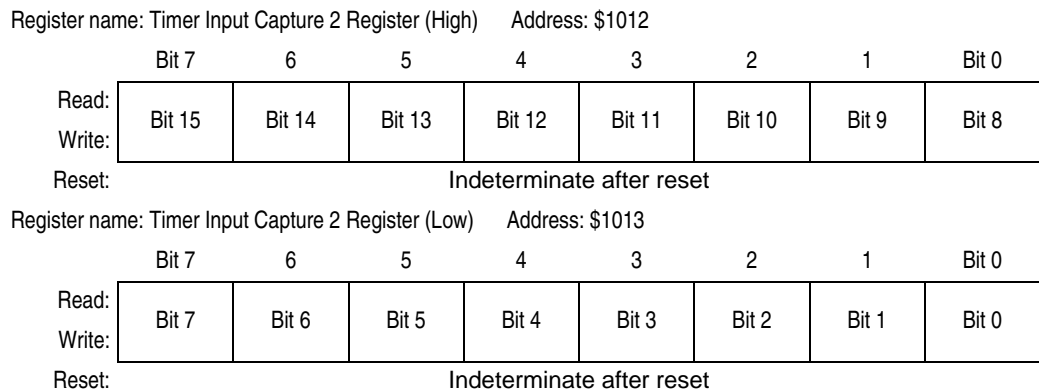 Register name: Timer Input Capture 2 Register (High) Address: $1012
Bit 7 6 5 4 3 2 1 Bit 0
Read:
Bit 15 Bit 14 Bit 13 Bit 12 Bit 11 Bit 10 Bit 9 Bit 8
Write:
Reset: Indeterminate after reset
Register name: Timer Input Capture 2 Register (Low) Address: $1013
Bit 7 6 5 4 3 2 1 Bit 0
Read:
Bit 7 Bit 6 Bit 5 Bit 4 Bit 3 Bit 2 Bit 1 Bit 0
Write:
Reset: Indeterminate after reset